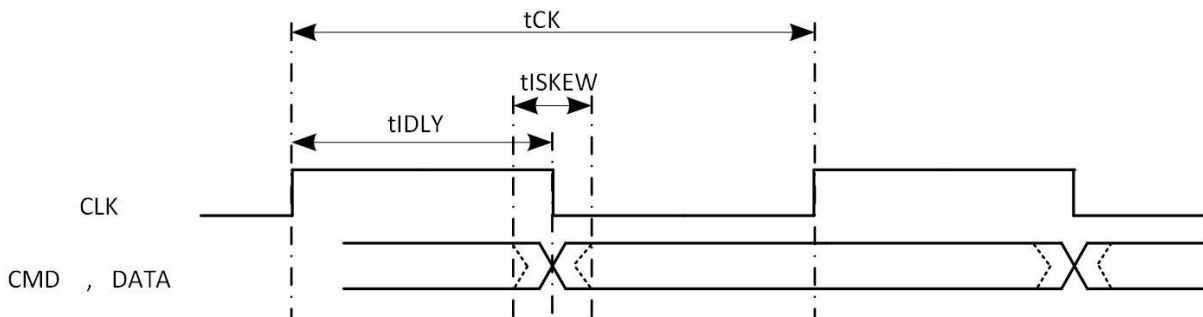 tCK
tISKEW
tIDLY
CLK
CMD , DATA